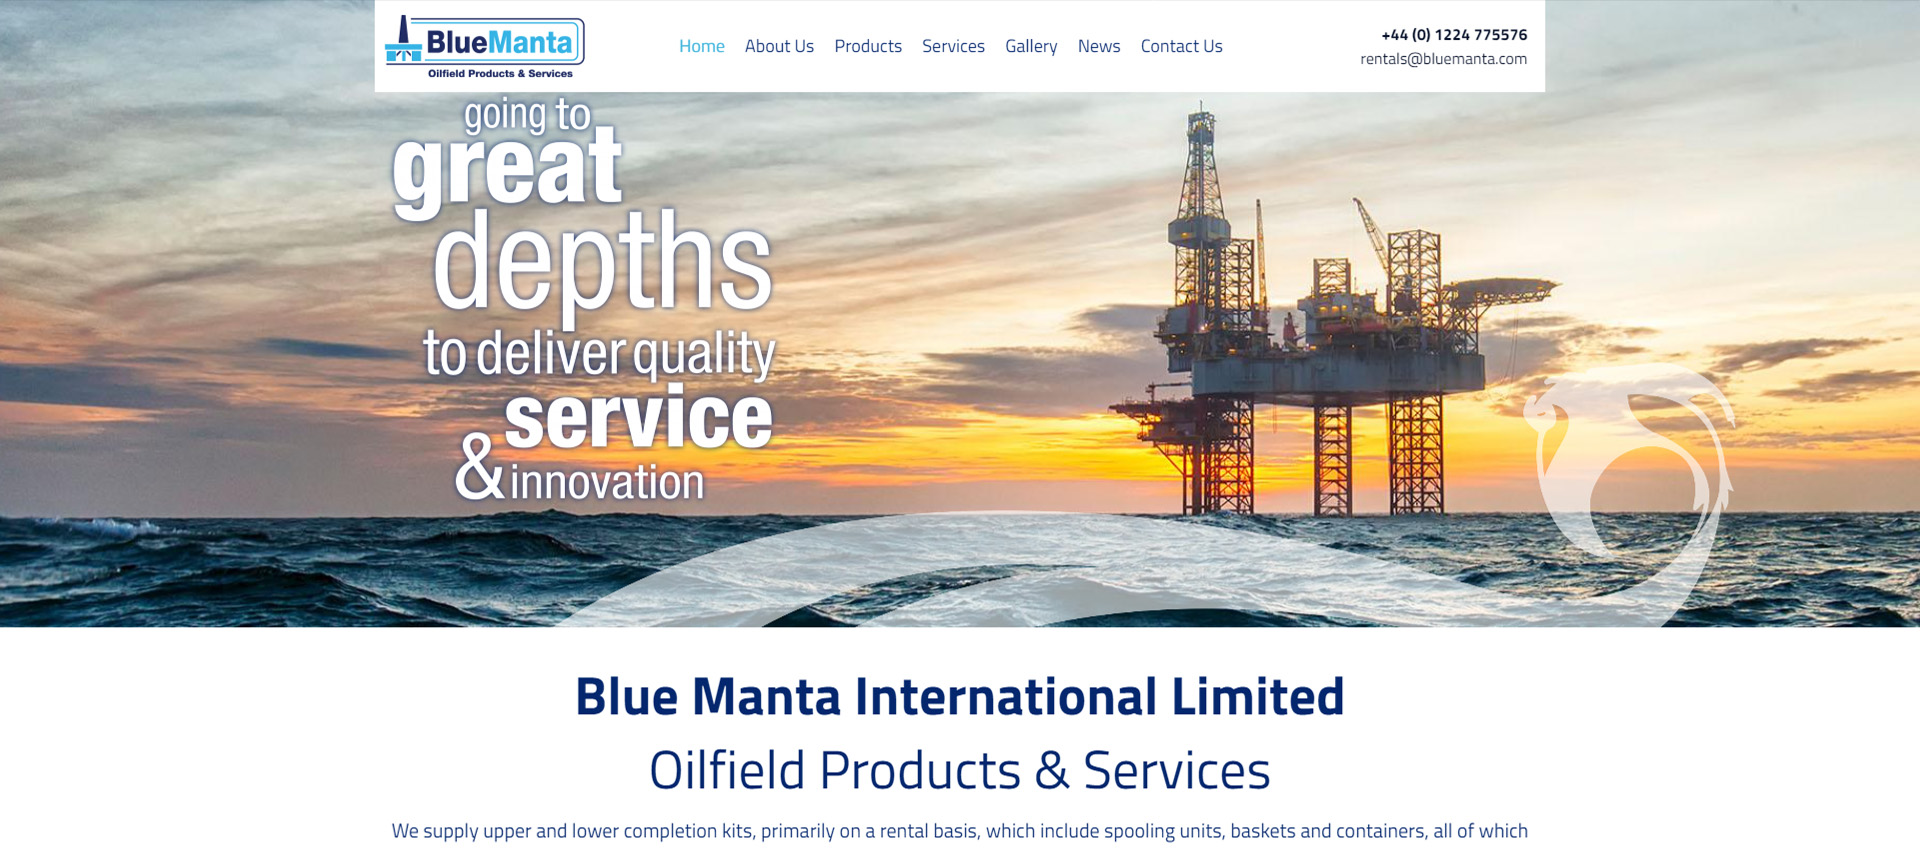 BlueManta
Oilfield Products & Services
Home About Us Products Services Gallery News Contact Us
+44 (0) 1224 775576
rentals@bluemanta.com
going to
great
depths
to deliver quality
service
& innovation
Blue Manta International Limited
Oilfield Products & Services
We supply upper and lower completion kits, primarily on a rental basis, which include spooling units, baskets and containers, all of which